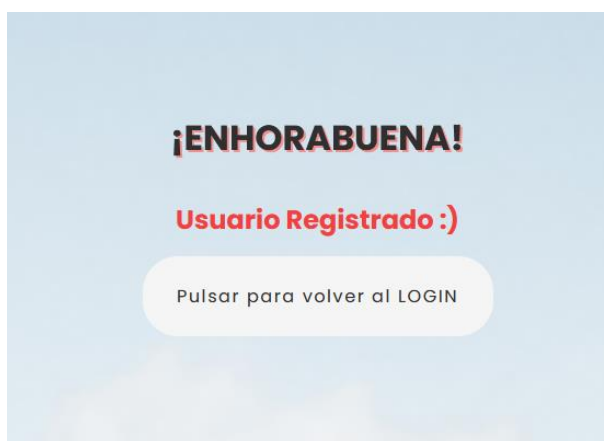 ¡ENHORABUENA!
Usuario Registrado :)
Pulsar para volver al LOGIN